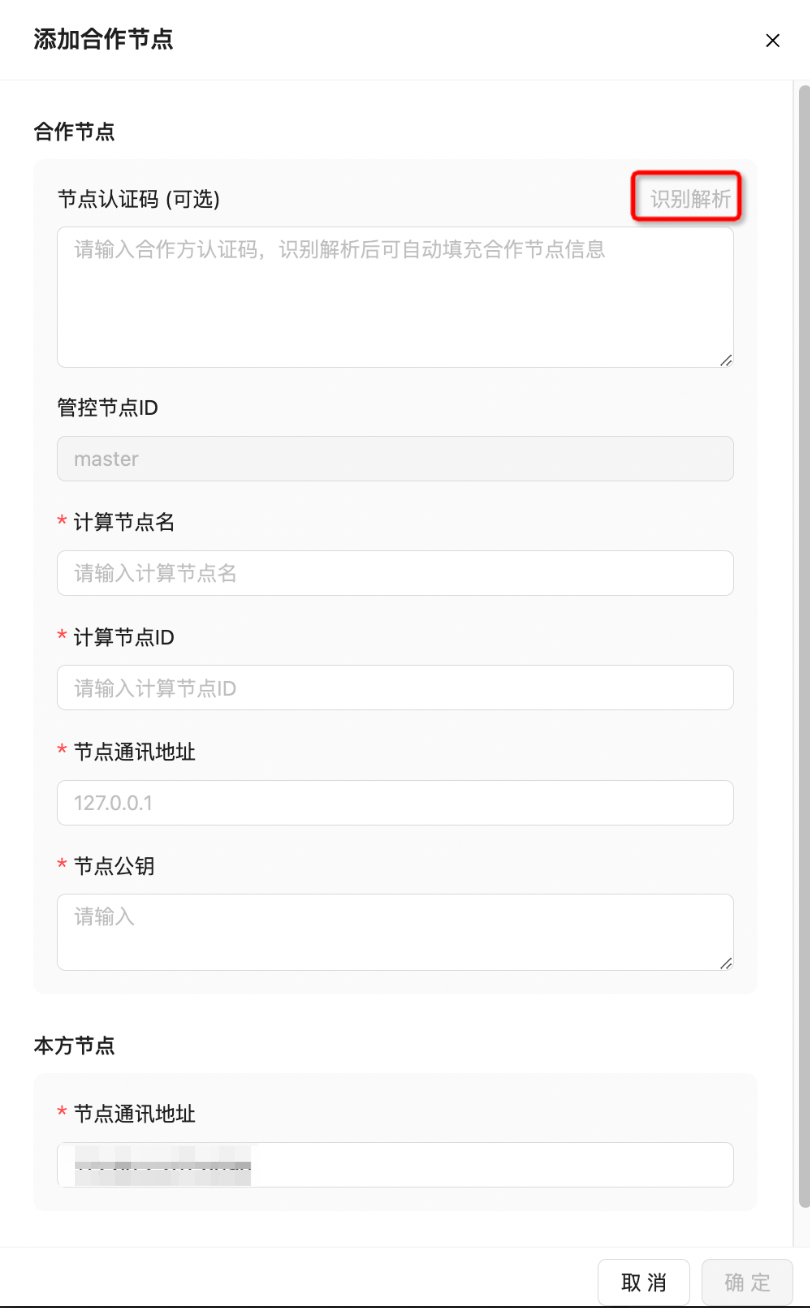 添加合作节点
合作节点
节点认证码 (可选)
识别解析
请输入合作方认证码，识别解析后可自动填充合作节点信息
管控节点ID
master
* 计算节点名
请输入计算节点名
* 计算节点ID
请输入计算节点ID
* 节点通讯地址
127.0.0.1
* 节点公钥
请输入
本方节点
* 节点通讯地址
取 消
确 定